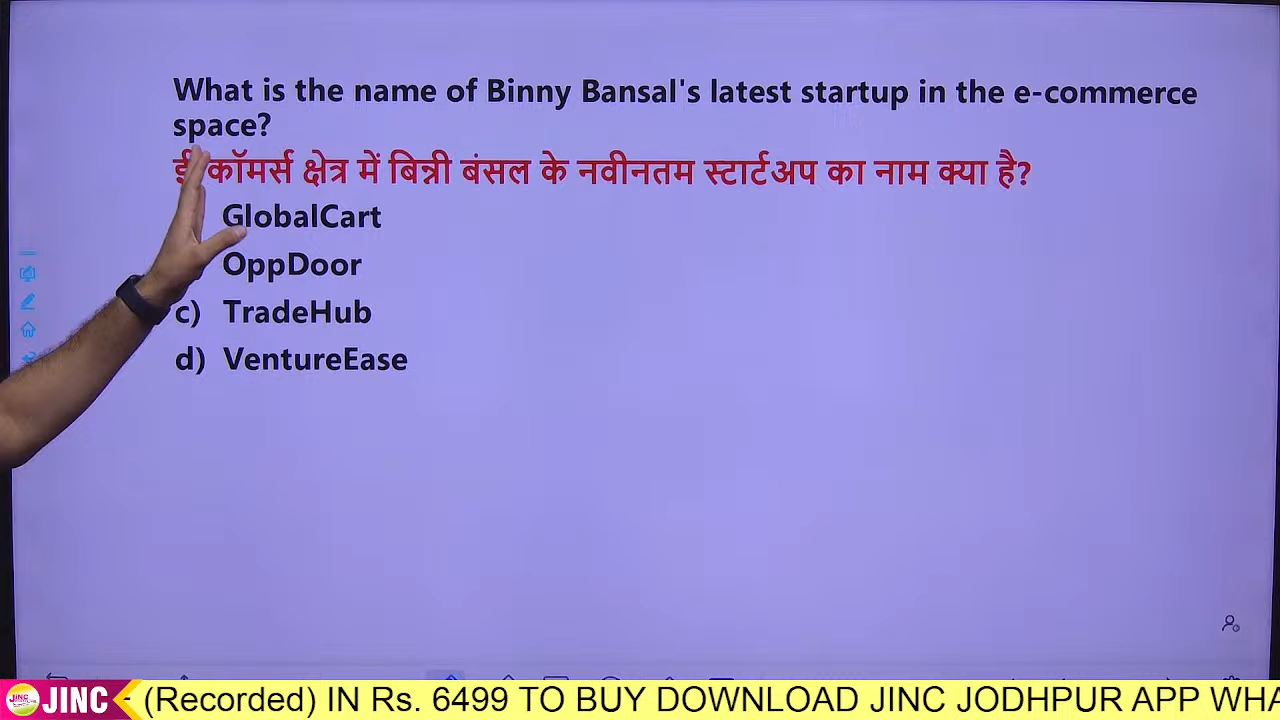 What is the name of Binny Bansal's latest startup in the e-commerce
space?
ई कॉमर्स क्षेत्र में बिन्नी बंसल के नवीनतम स्टार्टअप का नाम क्या है?
GlobalCart
OppDoor
c) TradeHub
d) VentureEase
JINC - (Recorded) IN Rs. 6499 TO BUY DOWNLOAD JINC JODHPUR APP WHA